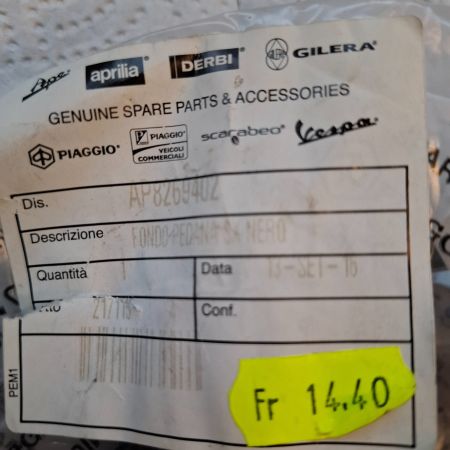 Ape aprilia DERBI GILERA
GENUINE SPARE PARTS & ACCESSORIES
PIAGGIO PIAGGIO VEICOLI COMMERCIALI scarabeo Vespa
Dis. AP8269402
Descrizione FONDO PEDANA NERO
Quantità 1 Data 13-SET-16
Conf.
PEM1
Fr 14.40